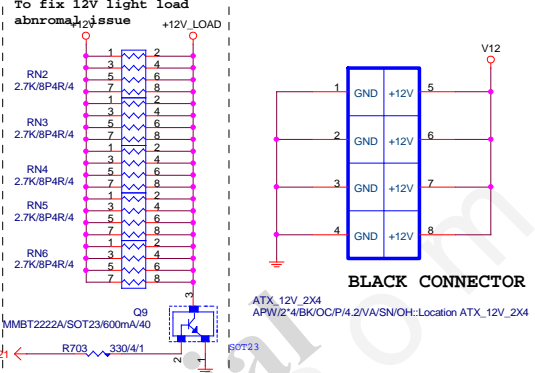 To fix 12V light load
abnromal issue
+12V
+12V_LOAD
1 2
3 4
5 6
7 8
RN2
2.7K/8P4R/4
1 2
3 4
5 6
7 8
RN3
2.7K/8P4R/4
1 2
3 4
5 6
7 8
RN4
2.7K/8P4R/4
1 2
3 4
5 6
7 8
RN5
2.7K/8P4R/4
1 2
3 4
5 6
7 8
RN6
2.7K/8P4R/4
3
Q9
MMBT2222A/SOT23/600mA/40
2
1
SOT23
R703 330/4/1
V12
1 GND +12V 5
2 GND +12V 6
3 GND +12V 7
4 GND +12V 8
BLACK CONNECTOR
ATX_12V_2X4
APW/2*4/BK/OC/P/4.2/VA/SN/OH::Location ATX_12V_2X4